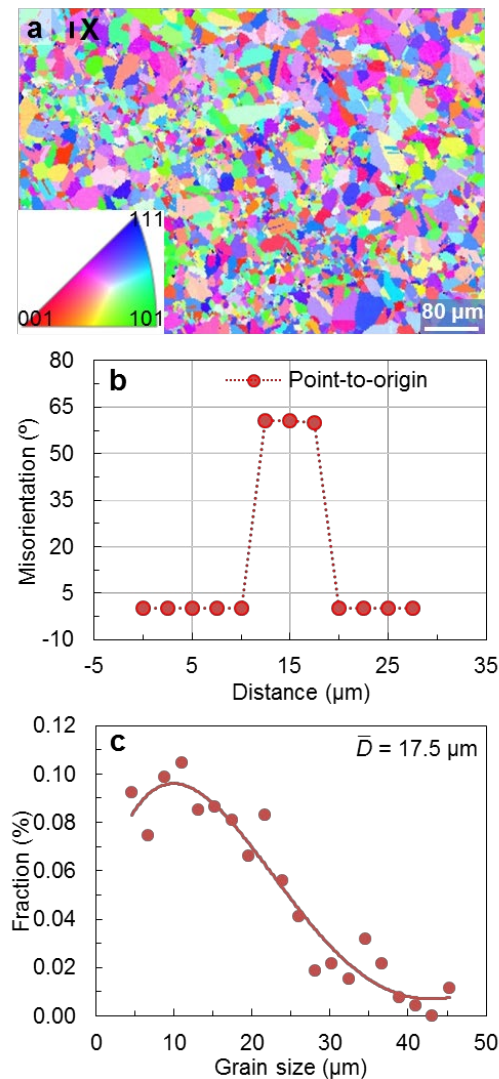 a IX
111
001 101
80 μm
b
Point-to-origin
80
65
50
35
20
5
-10
Misorientation (º)
-5 5 15 25 35
Distance (μm)
c
D̅ = 17.5 μm
0.12
0.10
0.08
0.06
0.04
0.02
0.00
Fraction (%)
0 10 20 30 40 50
Grain size (μm)